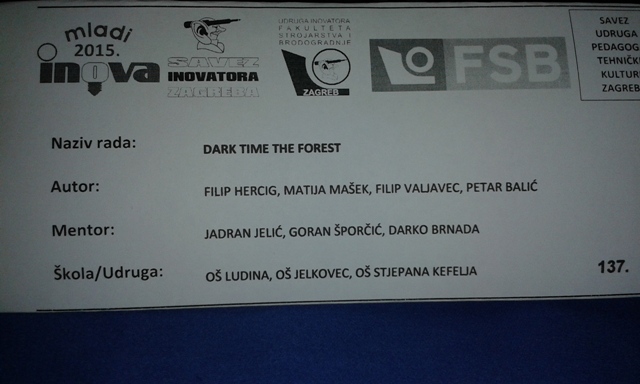 mladi
2015.
inova
SAVEZ
INOVATORA
ZAGREBA
UDRUGA INOVATORA
FAKULTETA
STROJARSTVA I
BRODOGRADNJE
ZAGREB
FSB
SAVEZ
UDRUGA
PEDAGOG
TEHNIČK
KULTUR
ZAGREB
Naziv rada: DARK TIME THE FOREST
Autor: FILIP HERCIG, MATIJA MAŠEK, FILIP VALJAVEC, PETAR BALIĆ
Mentor: JADRAN JELIĆ, GORAN ŠPORČIĆ, DARKO BRNADA
Škola/Udruga: OŠ LUDINA, OŠ JELKOVEC, OŠ STJEPANA KEFELJA
137.